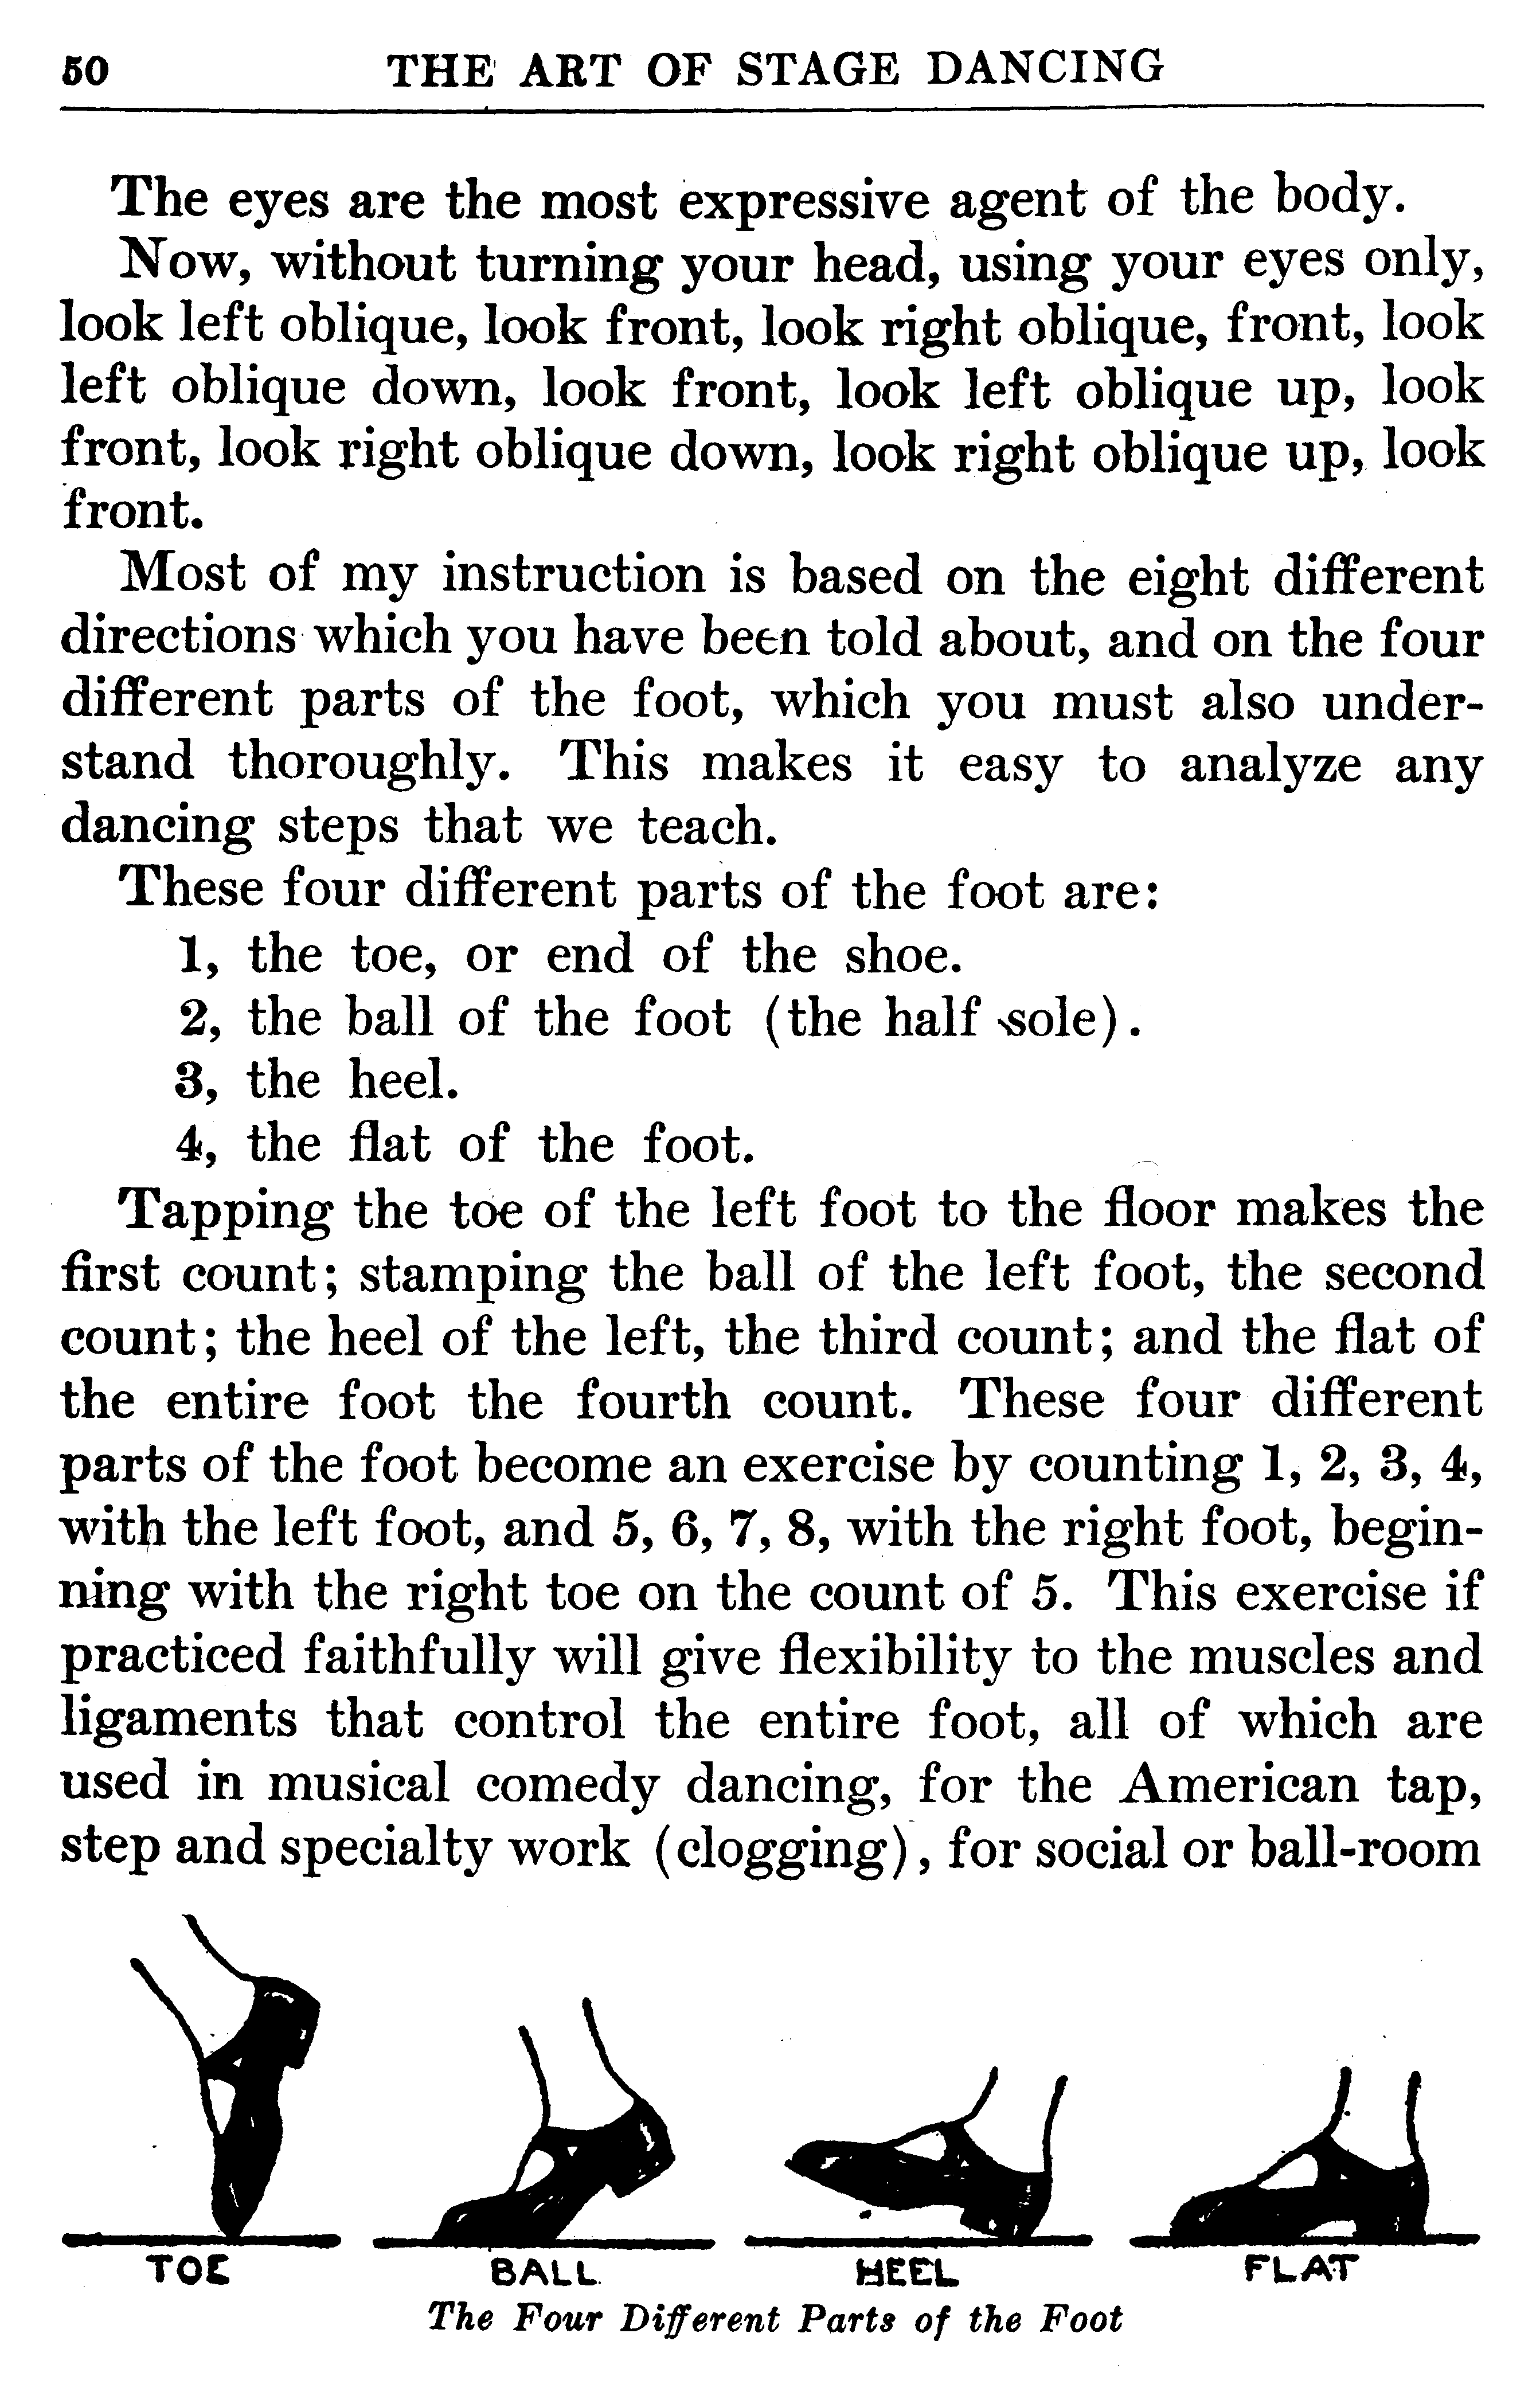 50 THE ART OF STAGE DANCING
The eyes are the most expressive agent of the body.
Now, without turning your head, using your eyes only,
look left oblique, look front, look right oblique, front, look
left oblique down, look front, look left oblique up, look
front, look right oblique down, look right oblique up, look
front.
Most of my instruction is based on the eight different
directions which you have been told about, and on the four
different parts of the foot, which you must also under-
stand thoroughly. This makes it easy to analyze any
dancing steps that we teach.
These four different parts of the foot are:
1, the toe, or end of the shoe.
2, the ball of the foot (the half sole).
3, the heel.
4, the flat of the foot.
Tapping the toe of the left foot to the floor makes the
first count; stamping the ball of the left foot, the second
count; the heel of the left, the third count; and the flat of
the entire foot the fourth count. These four different
parts of the foot become an exercise by counting 1, 2, 3, 4,
with the left foot, and 5, 6, 7, 8, with the right foot, begin-
ning with the right toe on the count of 5. This exercise if
practiced faithfully will give flexibility to the muscles and
ligaments that control the entire foot, all of which are
used in musical comedy dancing, for the American tap,
step and specialty work (clogging), for social or ball-room
TOE BALL HEEL FLAT
The Four Different Parts of the Foot